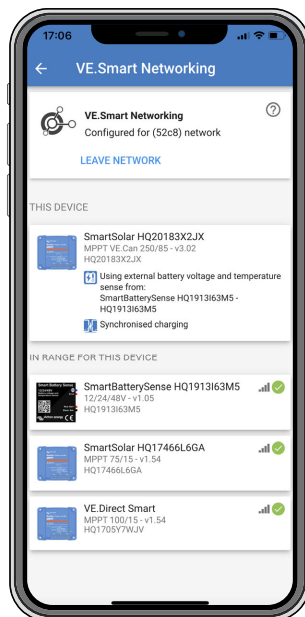 17:06
VE.Smart Networking
VE.Smart Networking
Configured for (52c8) network
LEAVE NETWORK
THIS DEVICE
SmartSolar HQ20183X2JX
MPPT VE.Can 250/85 - v3.02
HQ20183X2JX
Using external battery voltage and temperature
sense from:
SmartBatterySense HQ1913I63M5 -
HQ1913I63M5
Synchronised charging
IN RANGE FOR THIS DEVICE
Smart Battery Sense
SmartBatterySense HQ1913I63M5
12/24/48V - v1.05
HQ1913I63M5
SmartSolar HQ17466L6GA
MPPT 75/15 - v1.54
HQ17466L6GA
VE.Direct Smart
MPPT 100/15 - v1.54
HQ1705Y7WJV